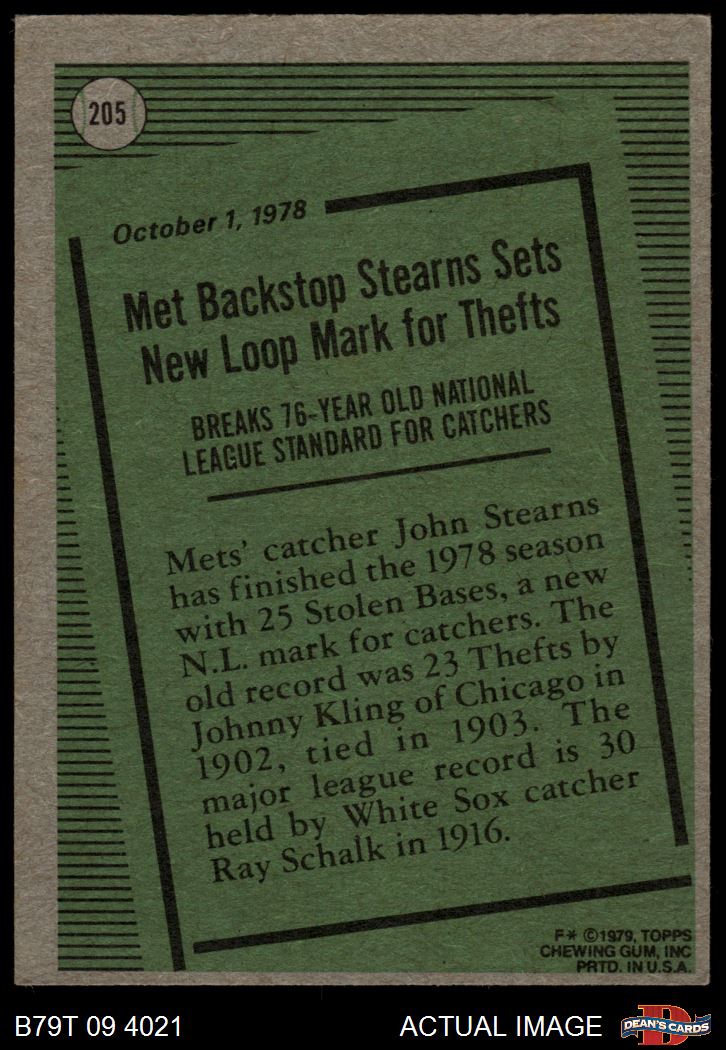 205
October 1, 1978
Met Backstop Stearns Sets
New Loop Mark for Thefts
BREAKS 76-YEAR OLD NATIONAL
LEAGUE STANDARD FOR CATCHERS
Mets' catcher John Stearns
has finished the 1978 season
with 25 Stolen Bases, a new
N.L. mark for catchers. The
old record was 23 Thefts by
Johnny Kling of Chicago in
1902, tied in 1903. The
major league record is 30
held by White Sox catcher
Ray Schalk in 1916.
F* ©1979, TOPPS
CHEWING GUM, INC
PRTD. IN U.S.A.
B79T 09 4021
ACTUAL IMAGE
D
DEAN'S CARDS